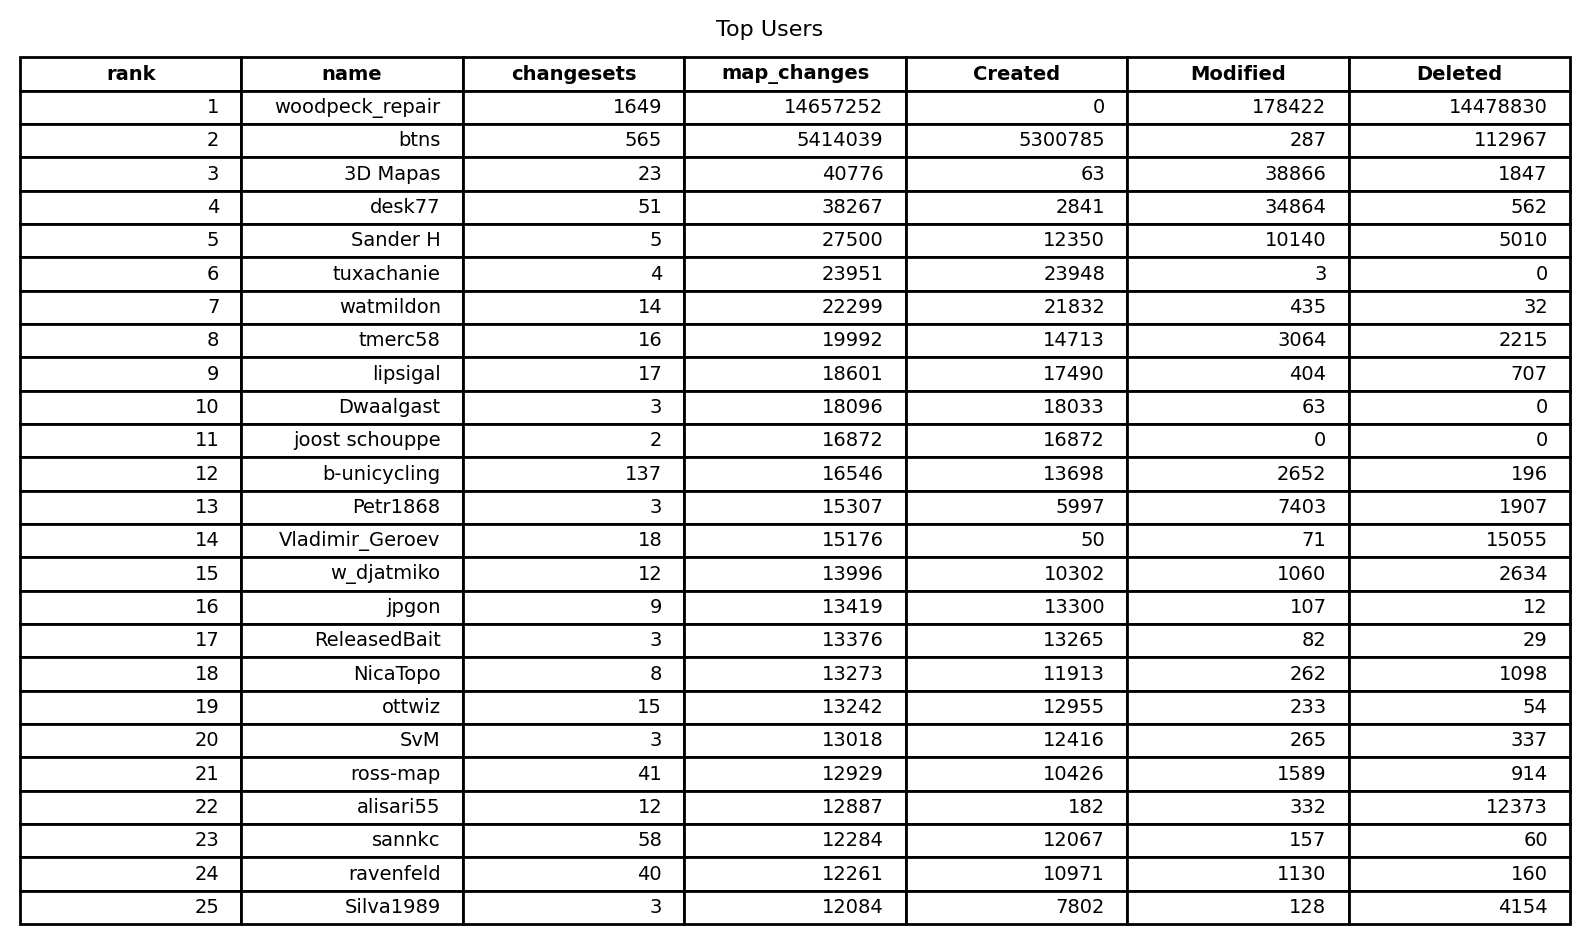 Top Users
rank name changesets map_changes Created Modified Deleted
1 woodpeck_repair 1649 14657252 0 178422 14478830
2 btns 565 5414039 5300785 287 112967
3 3D Mapas 23 40776 63 38866 1847
4 desk77 51 38267 2841 34864 562
5 Sander H 5 27500 12350 10140 5010
6 tuxachanie 4 23951 23948 3 0
7 watmildon 14 22299 21832 435 32
8 tmerc58 16 19992 14713 3064 2215
9 lipsigal 17 18601 17490 404 707
10 Dwaalgast 3 18096 18033 63 0
11 joost schouppe 2 16872 16872 0 0
12 b-unicycling 137 16546 13698 2652 196
13 Petr1868 3 15307 5997 7403 1907
14 Vladimir_Geroev 18 15176 50 71 15055
15 w_djatmiko 12 13996 10302 1060 2634
16 jpgon 9 13419 13300 107 12
17 ReleasedBait 3 13376 13265 82 29
18 NicaTopo 8 13273 11913 262 1098
19 ottwiz 15 13242 12955 233 54
20 SvM 3 13018 12416 265 337
21 ross-map 41 12929 10426 1589 914
22 alisari55 12 12887 182 332 12373
23 sannkc 58 12284 12067 157 60
24 ravenfeld 40 12261 10971 1130 160
25 Silva1989 3 12084 7802 128 4154